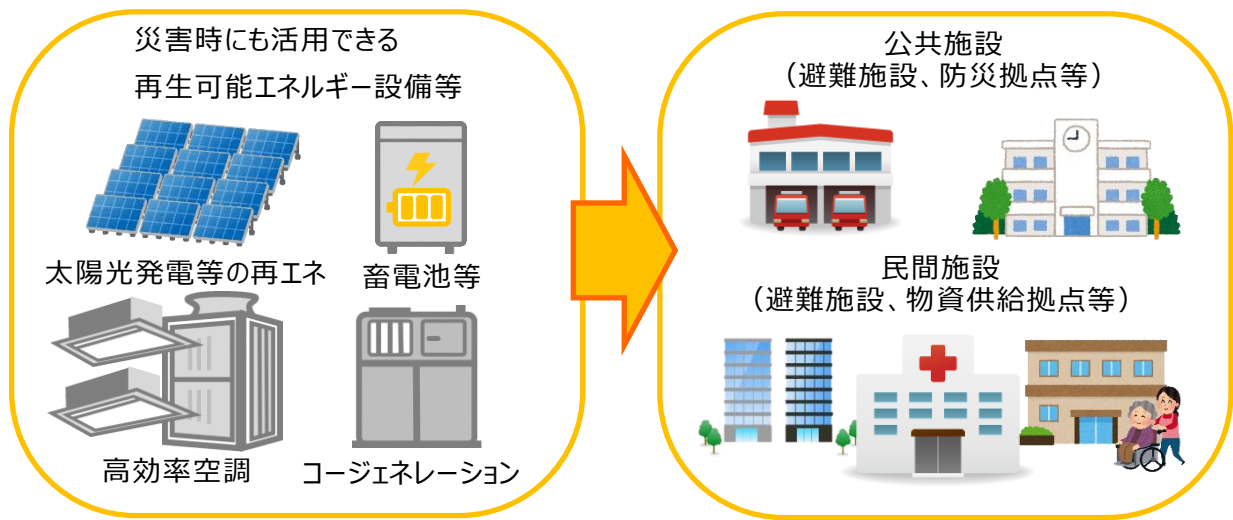 災害時にも活用できる
再生可能エネルギー設備等
太陽光発電等の再エネ
畜電池等
高効率空調
コージェネレーション
公共施設
（避難施設、防災拠点等）
民間施設
（避難施設、物資供給拠点等）